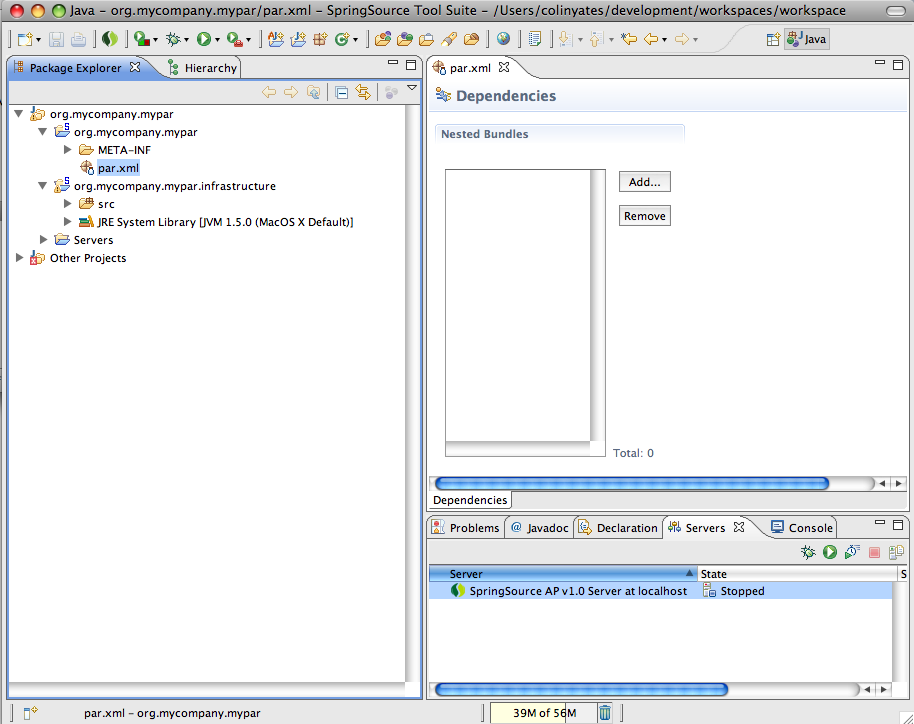 Java – org.mycompany.mypar/par.xml – SpringSource Tool Suite – /Users/colinyates/development/workspaces/workspace
Java
Package Explorer
Hierarchy
org.mycompany.mypar
org.mycompany.mypar
META-INF
par.xml
org.mycompany.mypar.infrastructure
src
JRE System Library [JVM 1.5.0 (MacOS X Default)]
Servers
Other Projects
par.xml
Dependencies
Nested Bundles
Add...
Remove
Total: 0
Dependencies
Problems
@ Javadoc
Declaration
Servers
Console
Server
State
S
SpringSource AP v1.0 Server at localhost
Stopped
par.xml – org.mycompany.mypar
39M of 56M